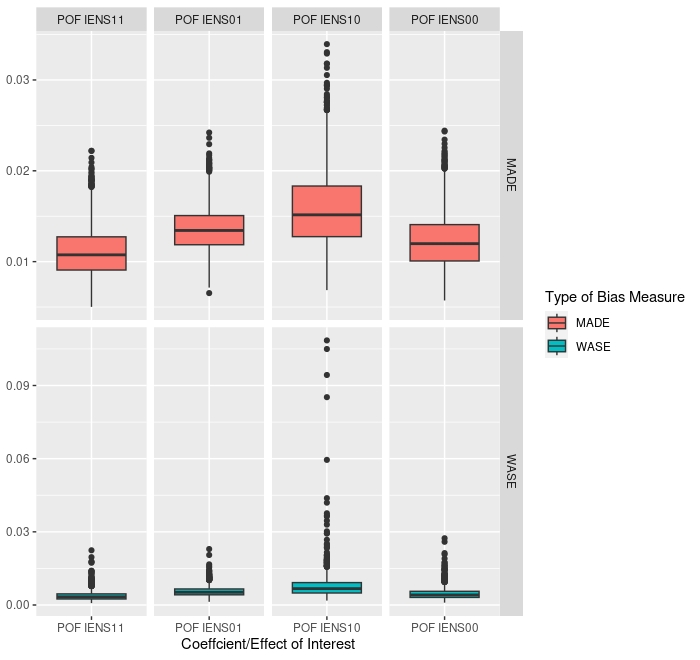 POF IENS11 POF IENS01 POF IENS10 POF IENS00
0.03
0.02
0.01
MADE
0.09
0.06
0.03
0.00
WASE
POF IENS11 POF IENS01 POF IENS10 POF IENS00
Coeffcient/Effect of Interest
Type of Bias Measure
MADE
WASE